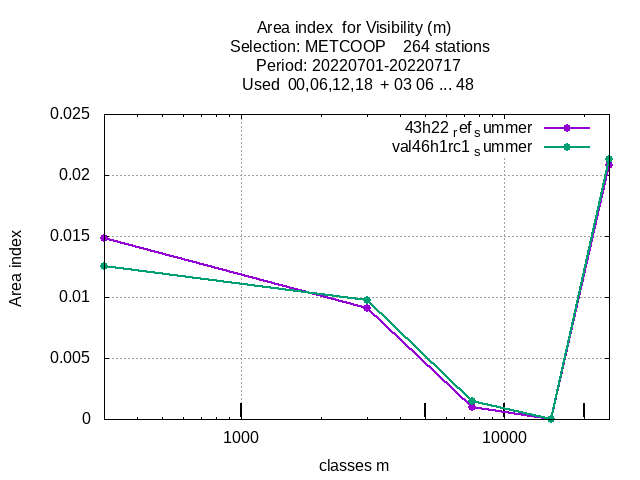 Area index  for Visibility (m)
Selection: METCOOP    264 stations
Period: 20220701-20220717
Used  00,06,12,18  + 03 06 ... 48
43h22 ref summer
val46h1rc1 summer
0.025
0.02
0.015
0.01
0.005
0
Area index
1000
10000
classes m